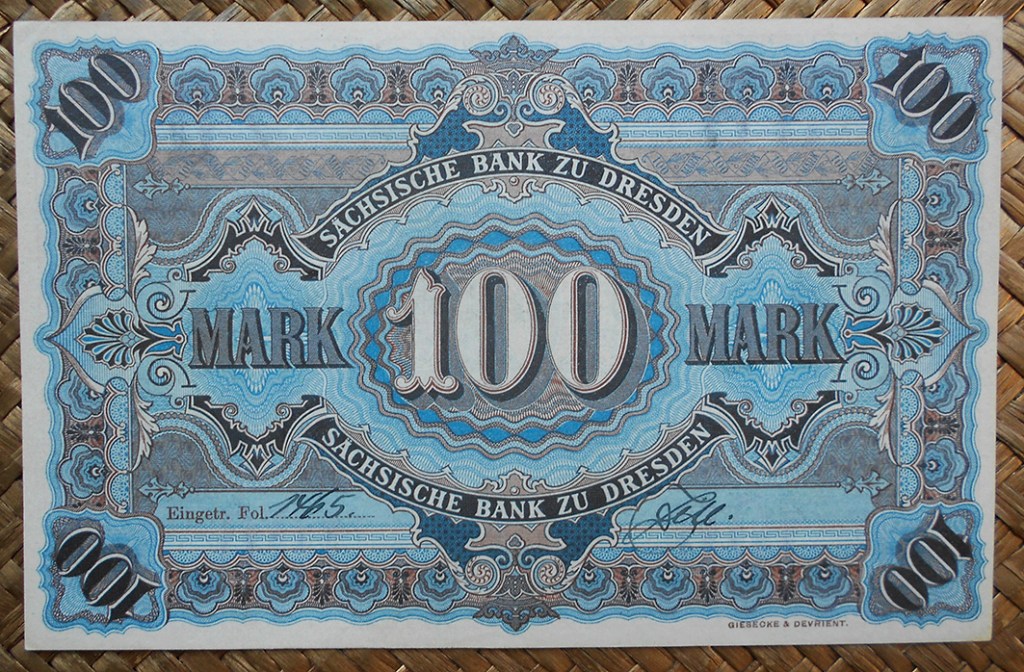 100
100
SÄCHSISCHE BANK ZU DRESDEN
MARK 100 MARK
SÄCHSISCHE BANK ZU DRESDEN
Eingetr. Fol.
100
100
GIESECKE & DEVRIENT.